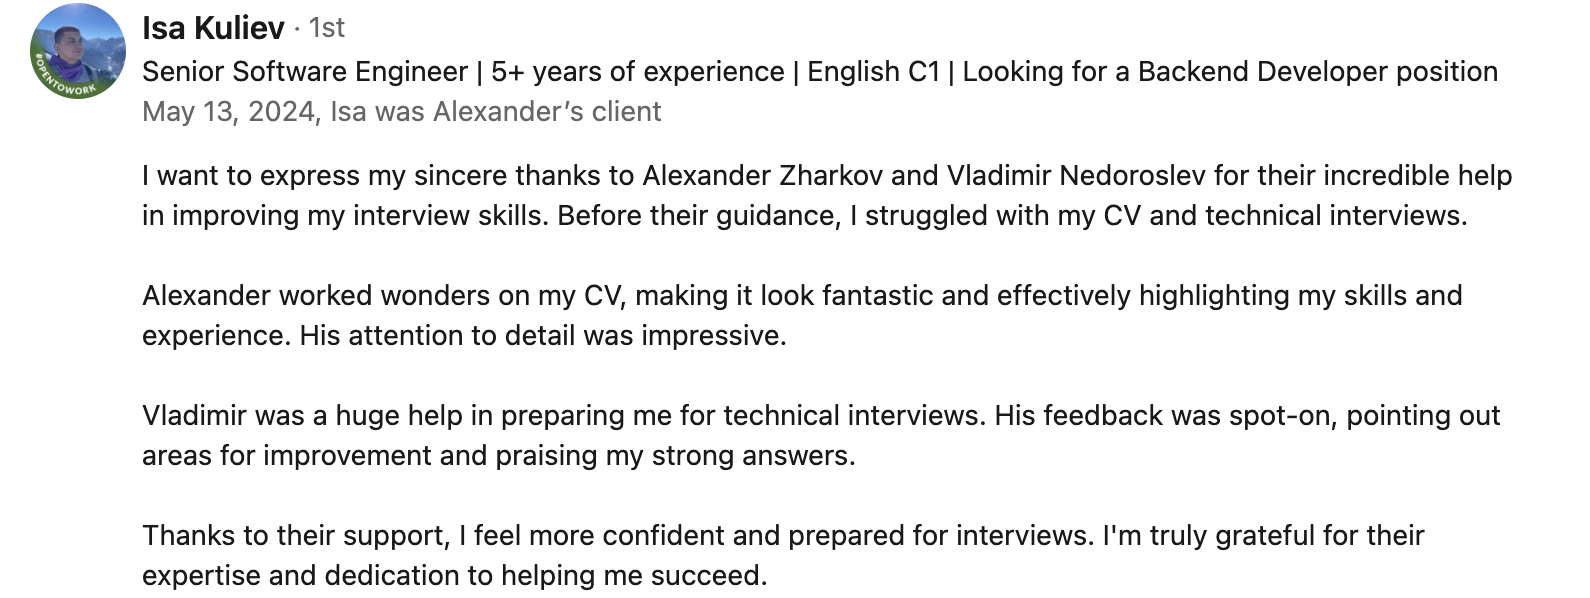 Isa Kuliev · 1st
Senior Software Engineer | 5+ years of experience | English C1 | Looking for a Backend Developer position
May 13, 2024, Isa was Alexander’s client
#OPENTOWORK
I want to express my sincere thanks to Alexander Zharkov and Vladimir Nedoroslev for their incredible help
in improving my interview skills. Before their guidance, I struggled with my CV and technical interviews.
Alexander worked wonders on my CV, making it look fantastic and effectively highlighting my skills and
experience. His attention to detail was impressive.
Vladimir was a huge help in preparing me for technical interviews. His feedback was spot-on, pointing out
areas for improvement and praising my strong answers.
Thanks to their support, I feel more confident and prepared for interviews. I'm truly grateful for their
expertise and dedication to helping me succeed.